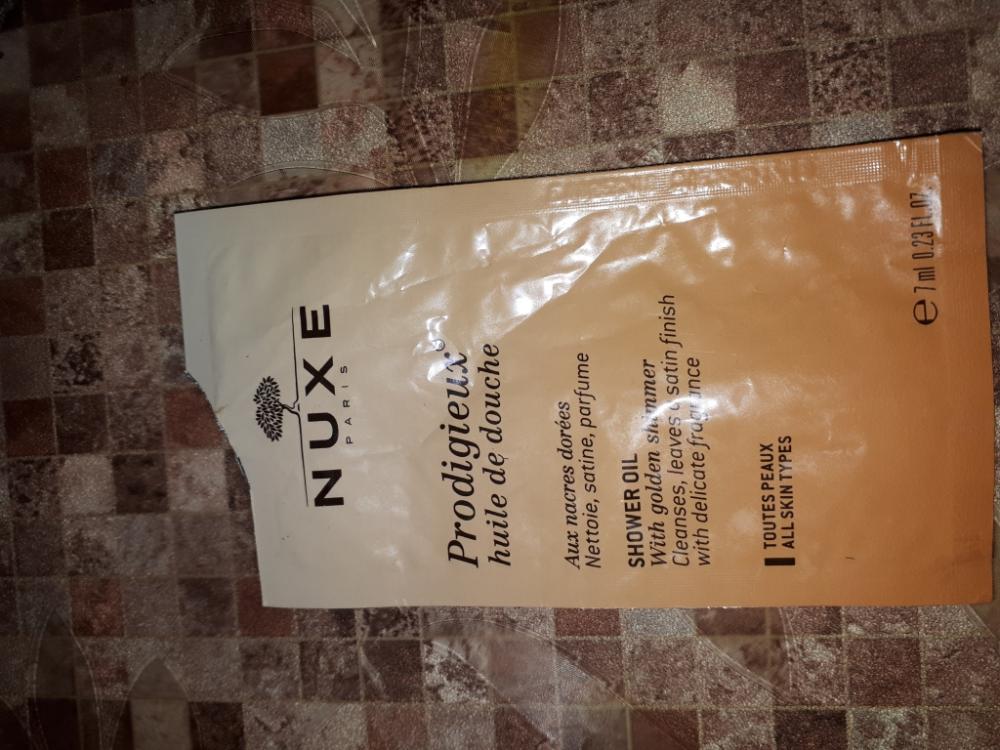 NUXE
PARIS
Prodigieux®
huile de douche
Aux nacres dorées
Nettoie, satine, parfume
SHOWER OIL
With golden shimmer
Cleanses, leaves a satin finish
with delicate fragrance
TOUTES PEAUX
ALL SKIN TYPES
℮ 7 ml 0.23 FL.OZ.